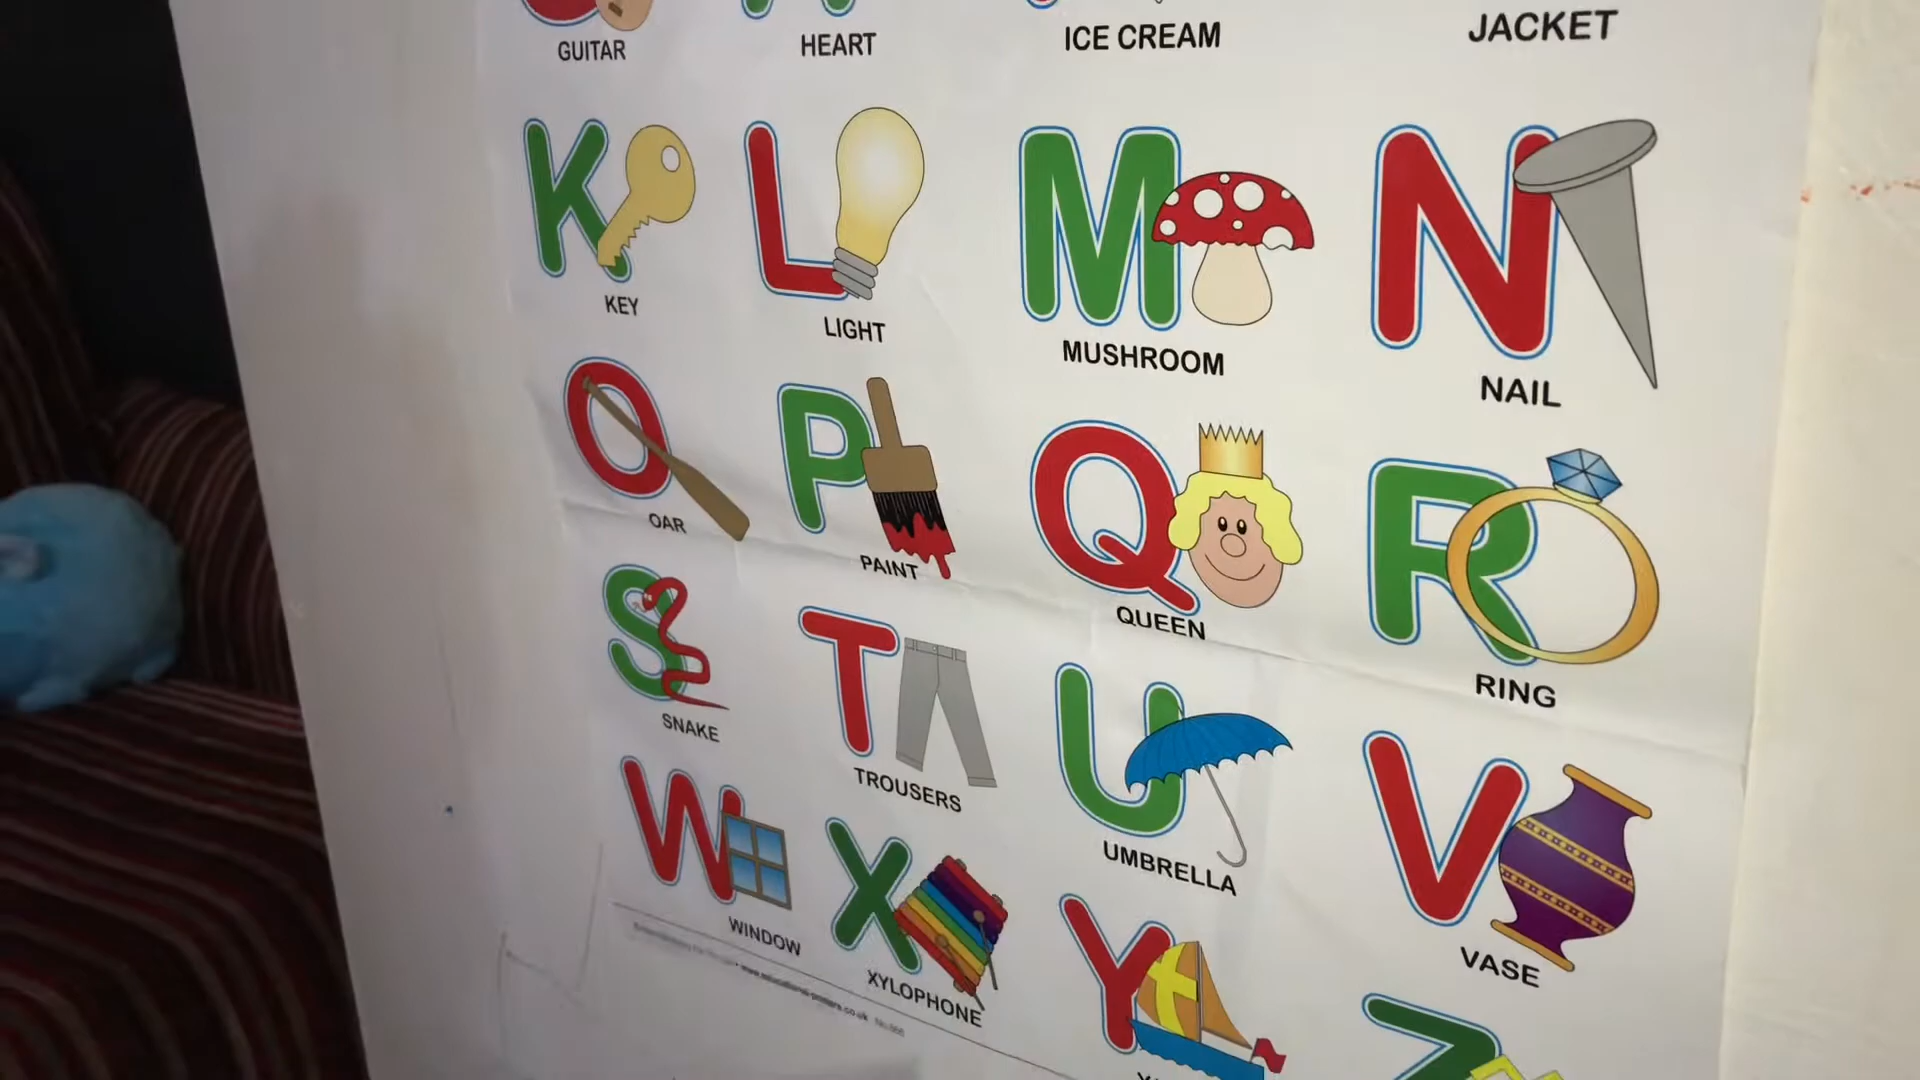 GUITAR HEART ICE CREAM JACKET
K L M N
KEY LIGHT MUSHROOM NAIL
O P Q R
OAR PAINT QUEEN RING
S T U V
SNAKE TROUSERS UMBRELLA VASE
W X Y Z
WINDOW XYLOPHONE